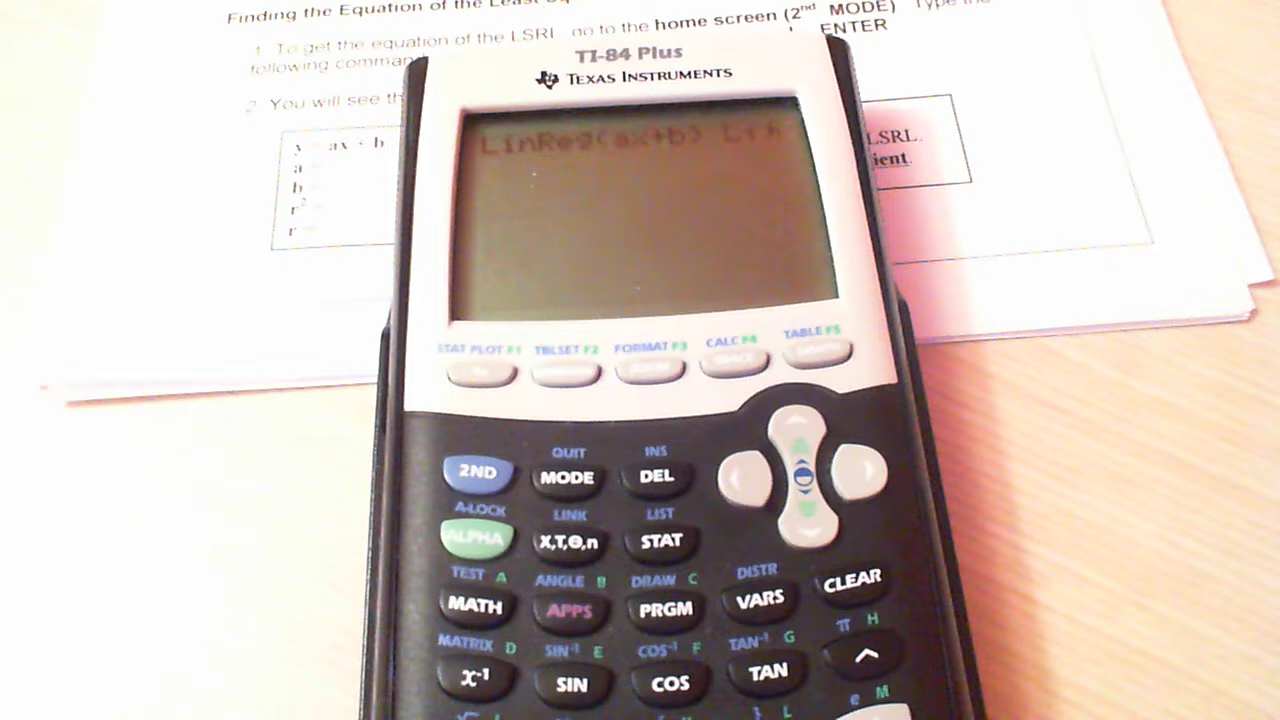 Finding the Equation of the Least
1. To get the equation of the LSRL, go to the home screen (2nd MODE) Type the
following ENTER
2. You will see th
y = ax + b
a =
b =
r² =
r =
LSRL.
ient.
TI-84 Plus
TEXAS INSTRUMENTS
LinReg(ax+b)
STAT PLOT F1 TBLSET F2 FORMAT F3 CALC F4 TABLE F5
QUIT INS
2ND MODE DEL
A-LOCK LINK LIST
ALPHA X,T,Θ,n STAT
TEST A ANGLE B DRAW C DISTR
MATH APPS PRGM VARS CLEAR
MATRIX D SIN⁻¹ E COS⁻¹ F TAN⁻¹ G π H
x⁻¹ SIN COS TAN ^
L e M